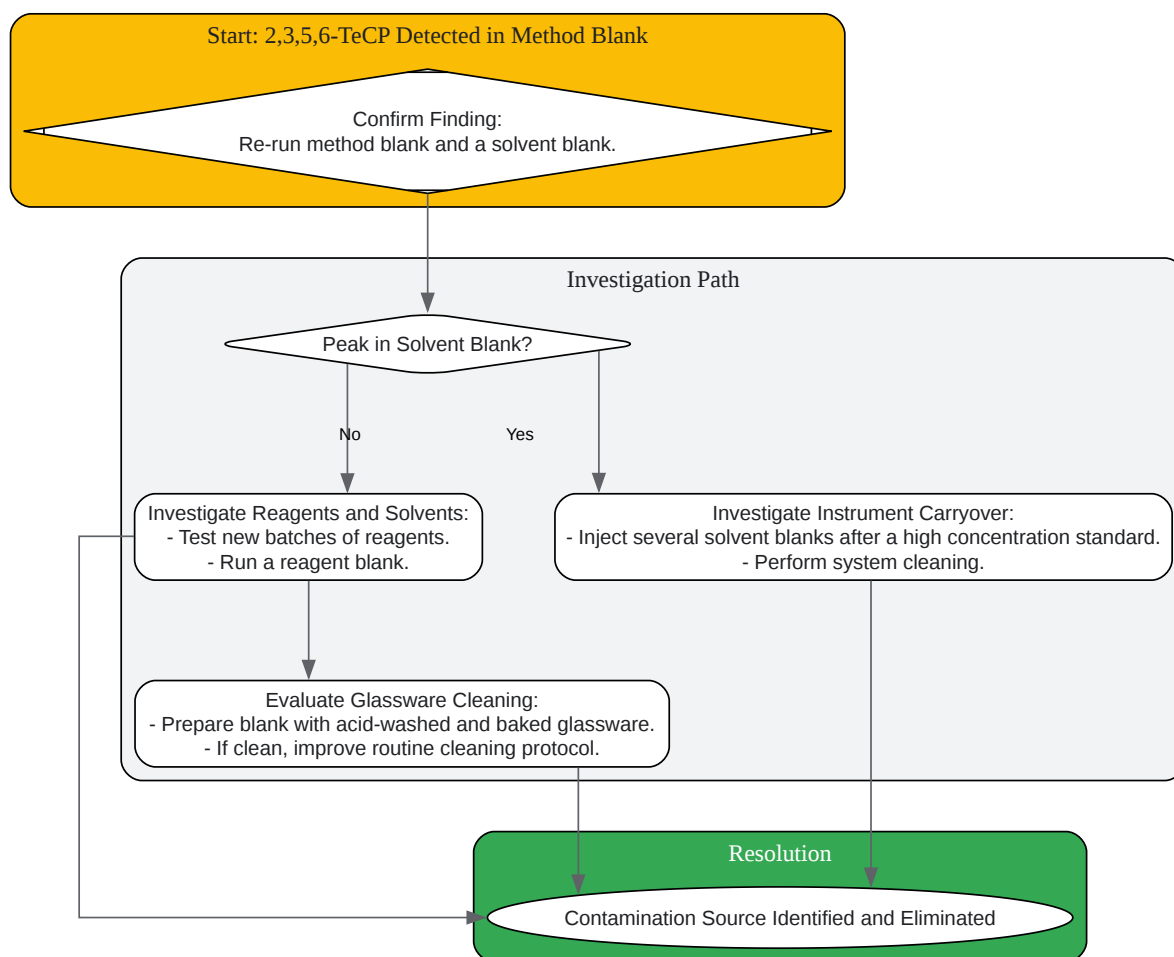 Start: 2,3,5,6-TeCP Detected in Method Blank
Confirm Finding:
Re-run method blank and a solvent blank.
Investigation Path
Peak in Solvent Blank?
No
Yes
Investigate Reagents and Solvents:
- Test new batches of reagents.
- Run a reagent blank.
Investigate Instrument Carryover:
- Inject several solvent blanks after a high concentration standard.
- Perform system cleaning.
Evaluate Glassware Cleaning:
- Prepare blank with acid-washed and baked glassware.
- If clean, improve routine cleaning protocol.
Resolution
Contamination Source Identified and Eliminated